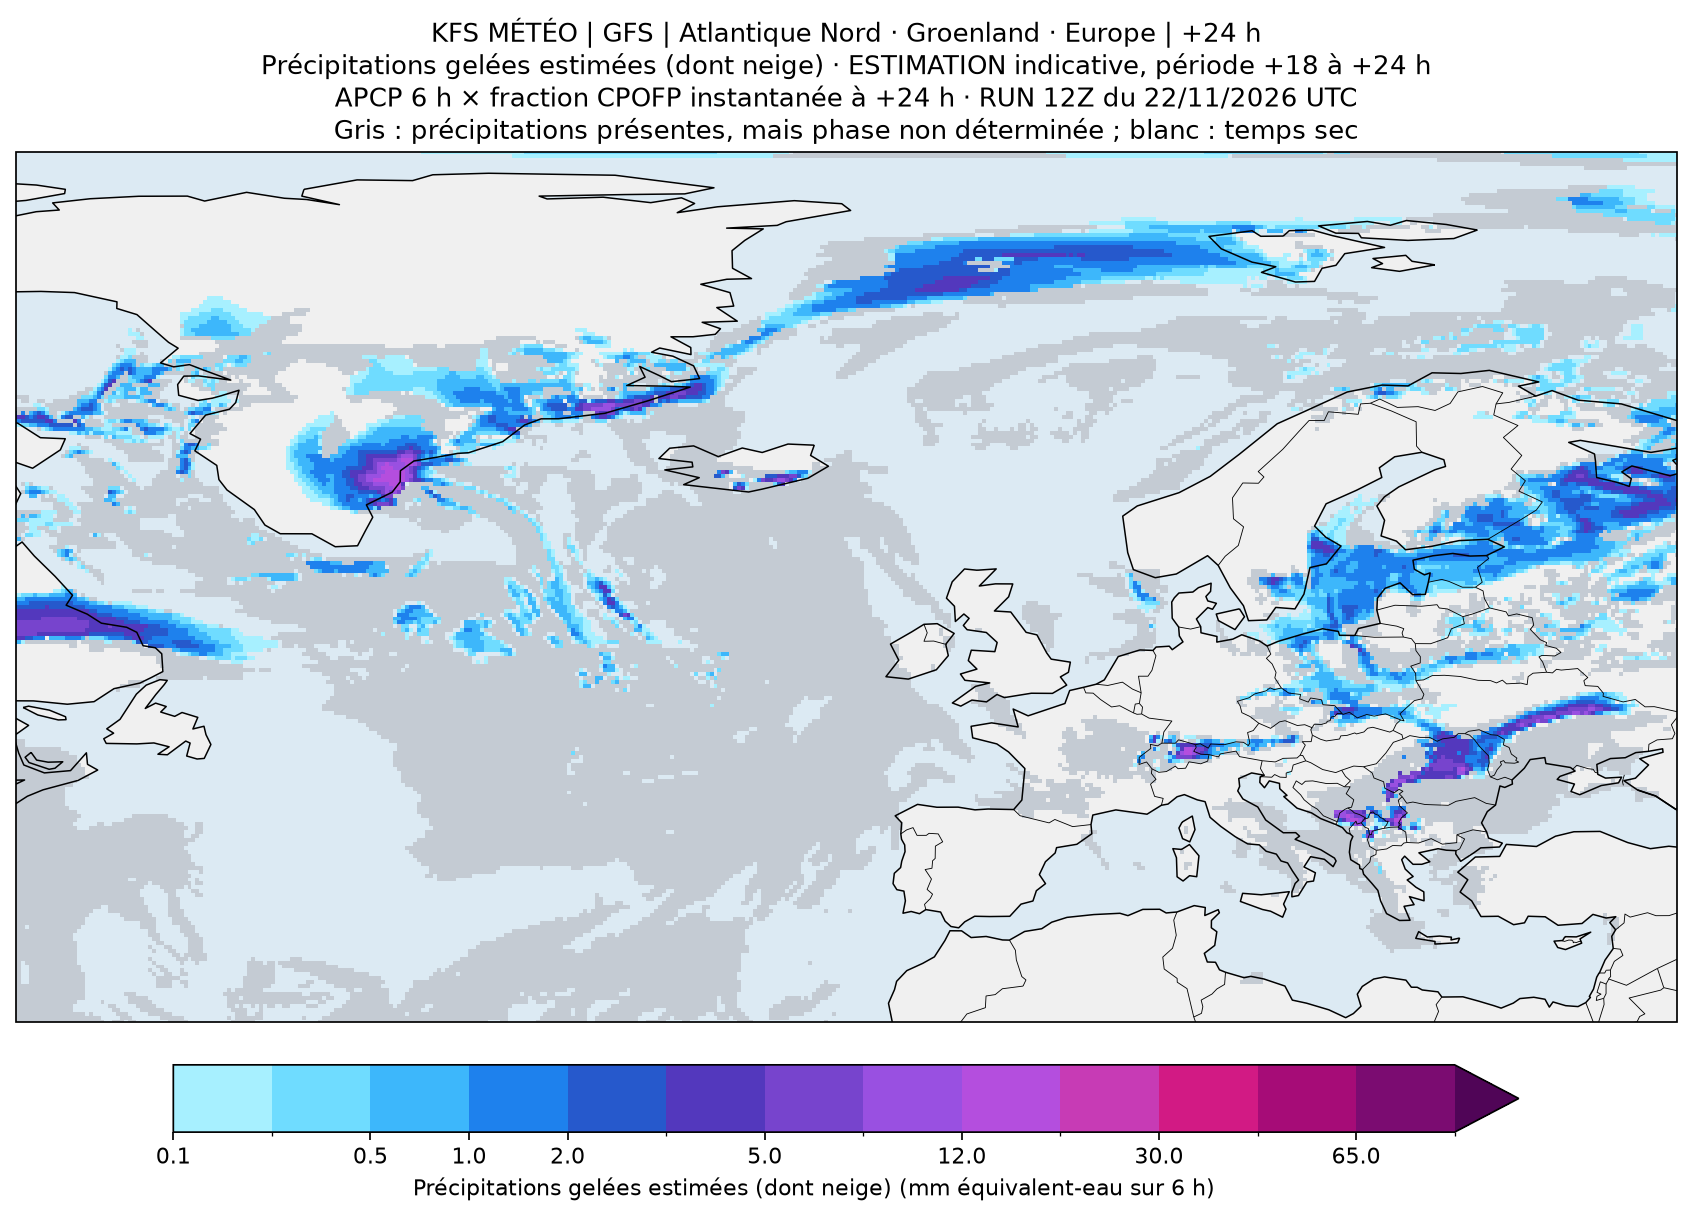 KFS MÉTÉO | GFS | Atlantique Nord · Groenland · Europe | +24 h
Précipitations gelées estimées (dont neige) · ESTIMATION indicative, période +18 à +24 h
APCP 6 h × fraction CPOFP instantanée à +24 h · RUN 12Z du 22/11/2026 UTC
Gris : précipitations présentes, mais phase non déterminée ; blanc : temps sec
0.1 0.5 1.0 2.0 5.0 12.0 30.0 65.0
Précipitations gelées estimées (dont neige) (mm équivalent-eau sur 6 h)